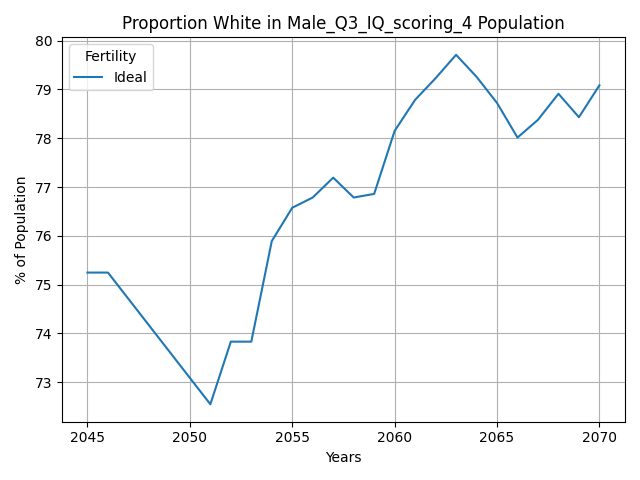 Proportion White in Male_Q3_IQ_scoring_4 Population
Fertility
Ideal
% of Population
80
79
78
77
76
75
74
73
2045 2050 2055 2060 2065 2070
Years